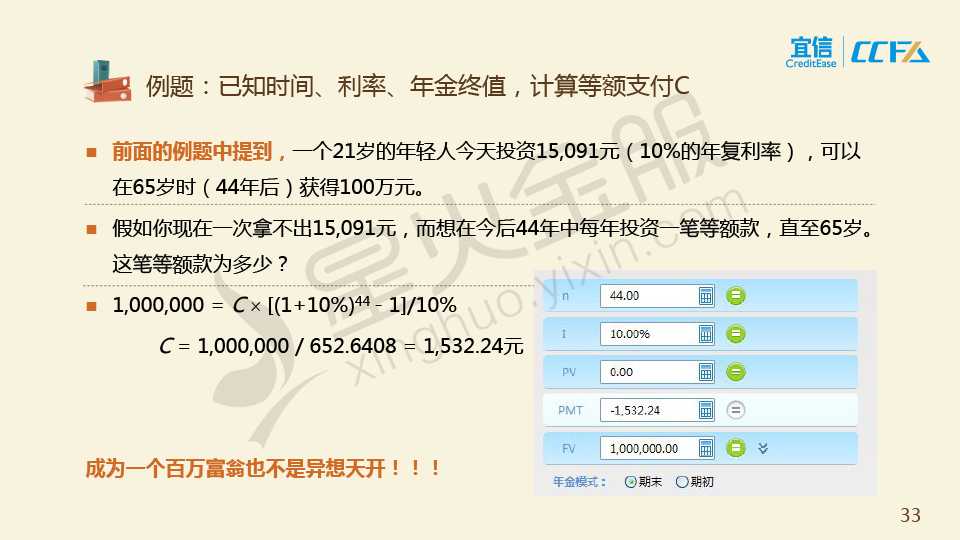 宜信
CreditEase
CCFA
例题：已知时间、利率、年金终值，计算等额支付C
■ 前面的例题中提到，一个21岁的年轻人今天投资15,091元（10%的年复利率），可以
在65岁时（44年后）获得100万元。
■ 假如你现在一次拿不出15,091元，而想在今后44年中每年投资一笔等额款，直至65岁。
这笔等额款为多少？
■ 1,000,000 = C × [(1+10%)⁴⁴ - 1]/10%
C = 1,000,000 / 652.6408 = 1,532.24元
n 44.00
I 10.00%
PV 0.00
PMT -1,532.24
FV 1,000,000.00
年金模式： 期末 期初
成为一个百万富翁也不是异想天开！！！
星火金服
xinghuo.yixin.com
33